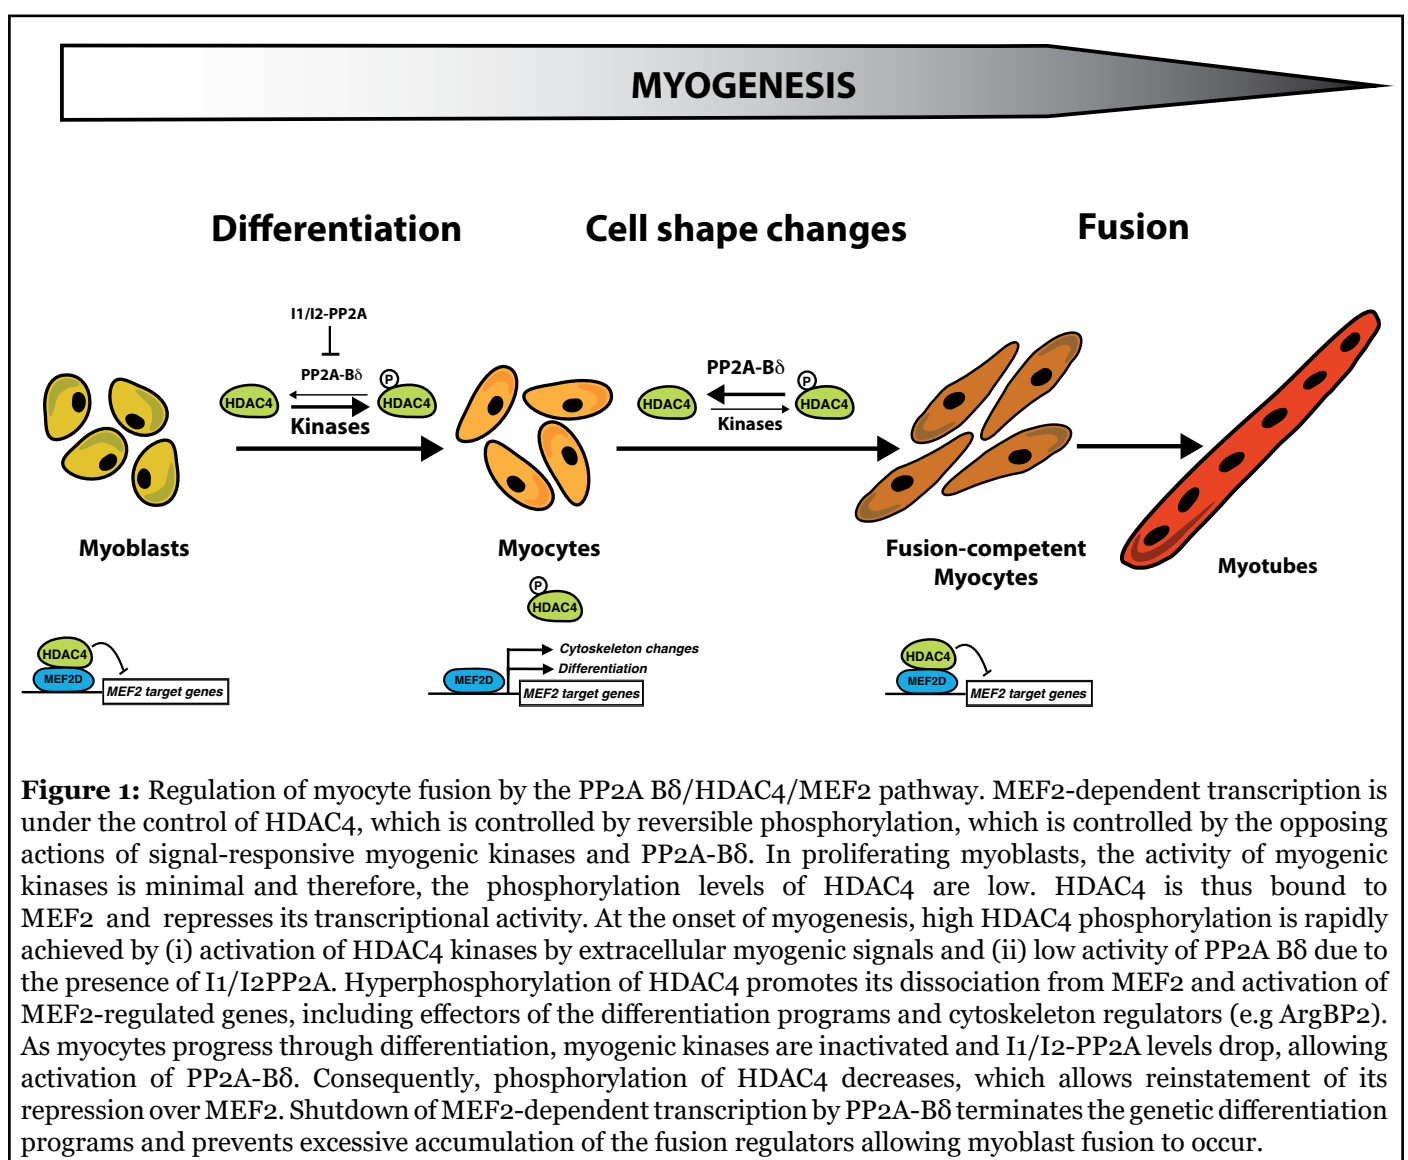 MYOGENESIS
Differentiation
Cell shape changes
Fusion
I1/I2-PP2A
PP2A-Bδ
HDAC4
P
HDAC4
Kinases
PP2A-Bδ
HDAC4
P
HDAC4
Kinases
Myoblasts
Myocytes
Fusion-competent
Myocytes
Myotubes
HDAC4
MEF2D
MEF2 target genes
P
HDAC4
Cytoskeleton changes
Differentiation
MEF2D
MEF2 target genes
HDAC4
MEF2D
MEF2 target genes
Figure 1: Regulation of myocyte fusion by the PP2A Bδ/HDAC4/MEF2 pathway. MEF2-dependent transcription is
under the control of HDAC4, which is controlled by reversible phosphorylation, which is controlled by the opposing
actions of signal-responsive myogenic kinases and PP2A-Bδ. In proliferating myoblasts, the activity of myogenic
kinases is minimal and therefore, the phosphorylation levels of HDAC4 are low. HDAC4 is thus bound to
MEF2 and represses its transcriptional activity. At the onset of myogenesis, high HDAC4 phosphorylation is rapidly
achieved by (i) activation of HDAC4 kinases by extracellular myogenic signals and (ii) low activity of PP2A Bδ due to
the presence of I1/I2PP2A. Hyperphosphorylation of HDAC4 promotes its dissociation from MEF2 and activation of
MEF2-regulated genes, including effectors of the differentiation programs and cytoskeleton regulators (e.g ArgBP2).
As myocytes progress through differentiation, myogenic kinases are inactivated and I1/I2-PP2A levels drop, allowing
activation of PP2A-Bδ. Consequently, phosphorylation of HDAC4 decreases, which allows reinstatement of its
repression over MEF2. Shutdown of MEF2-dependent transcription by PP2A-Bδ terminates the genetic differentiation
programs and prevents excessive accumulation of the fusion regulators allowing myoblast fusion to occur.